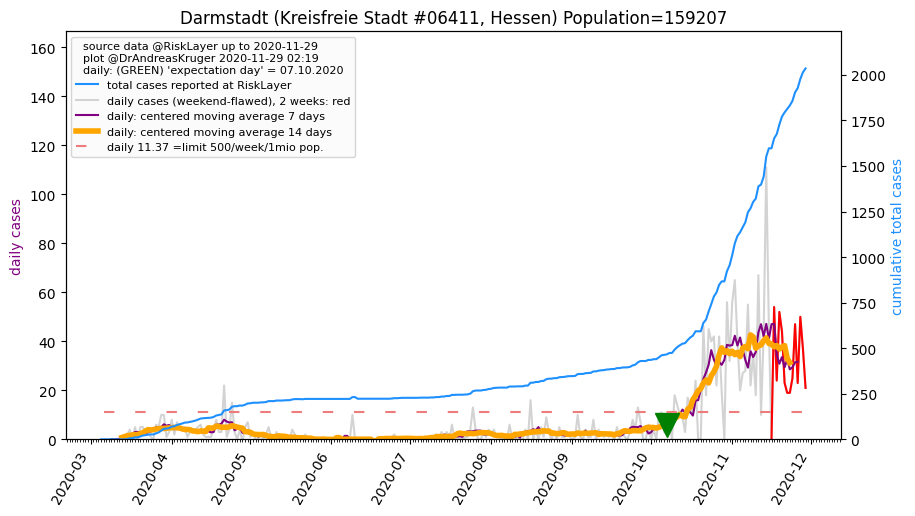 Darmstadt (Kreisfreie Stadt #06411, Hessen) Population=159207
source data @RiskLayer up to 2020-11-29
plot @DrAndreasKruger 2020-11-29 02:19
daily: (GREEN) 'expectation day' = 07.10.2020
total cases reported at RiskLayer
daily cases (weekend-flawed), 2 weeks: red
daily: centered moving average 7 days
daily: centered moving average 14 days
daily 11.37 =limit 500/week/1mio pop.
daily cases
160
140
120
100
80
60
40
20
0
2000
1750
1500
1250
1000
750
500
250
0
cumulative total cases
2020-03
2020-04
2020-05
2020-06
2020-07
2020-08
2020-09
2020-10
2020-11
2020-12